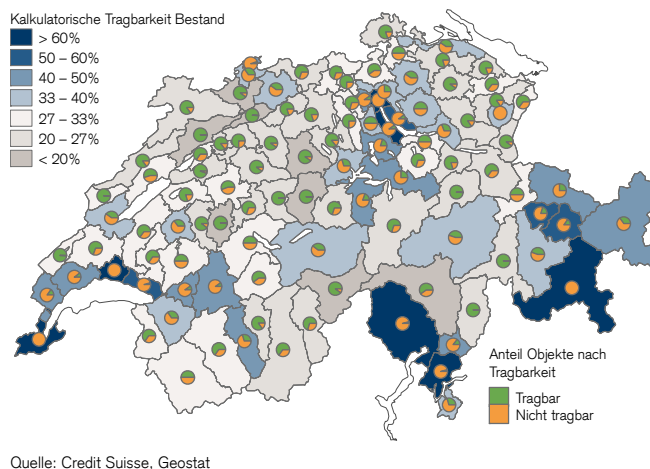 Kalkulatorische Tragbarkeit Bestand
> 60%
50 – 60%
40 – 50%
33 – 40%
27 – 33%
20 – 27%
< 20%
Anteil Objekte nach
Tragbarkeit
Tragbar
Nicht tragbar
Quelle: Credit Suisse, Geostat